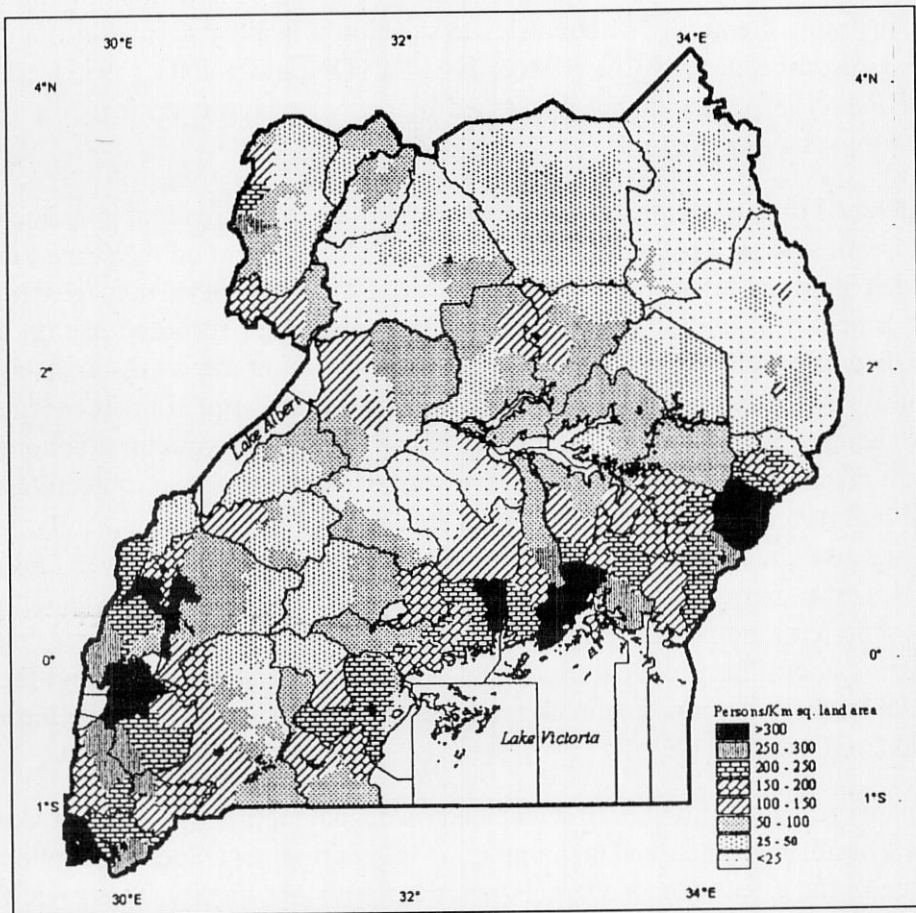 30°E 32° 34°E
4°N 4°N
2° 2°
Lake Albert
0° 0°
Lake Victoria
Persons/Km sq. land area
>300
250 - 300
200 - 250
150 - 200
100 - 150
50 - 100
25 - 50
<25
1°S 1°S
30°E 32° 34°E